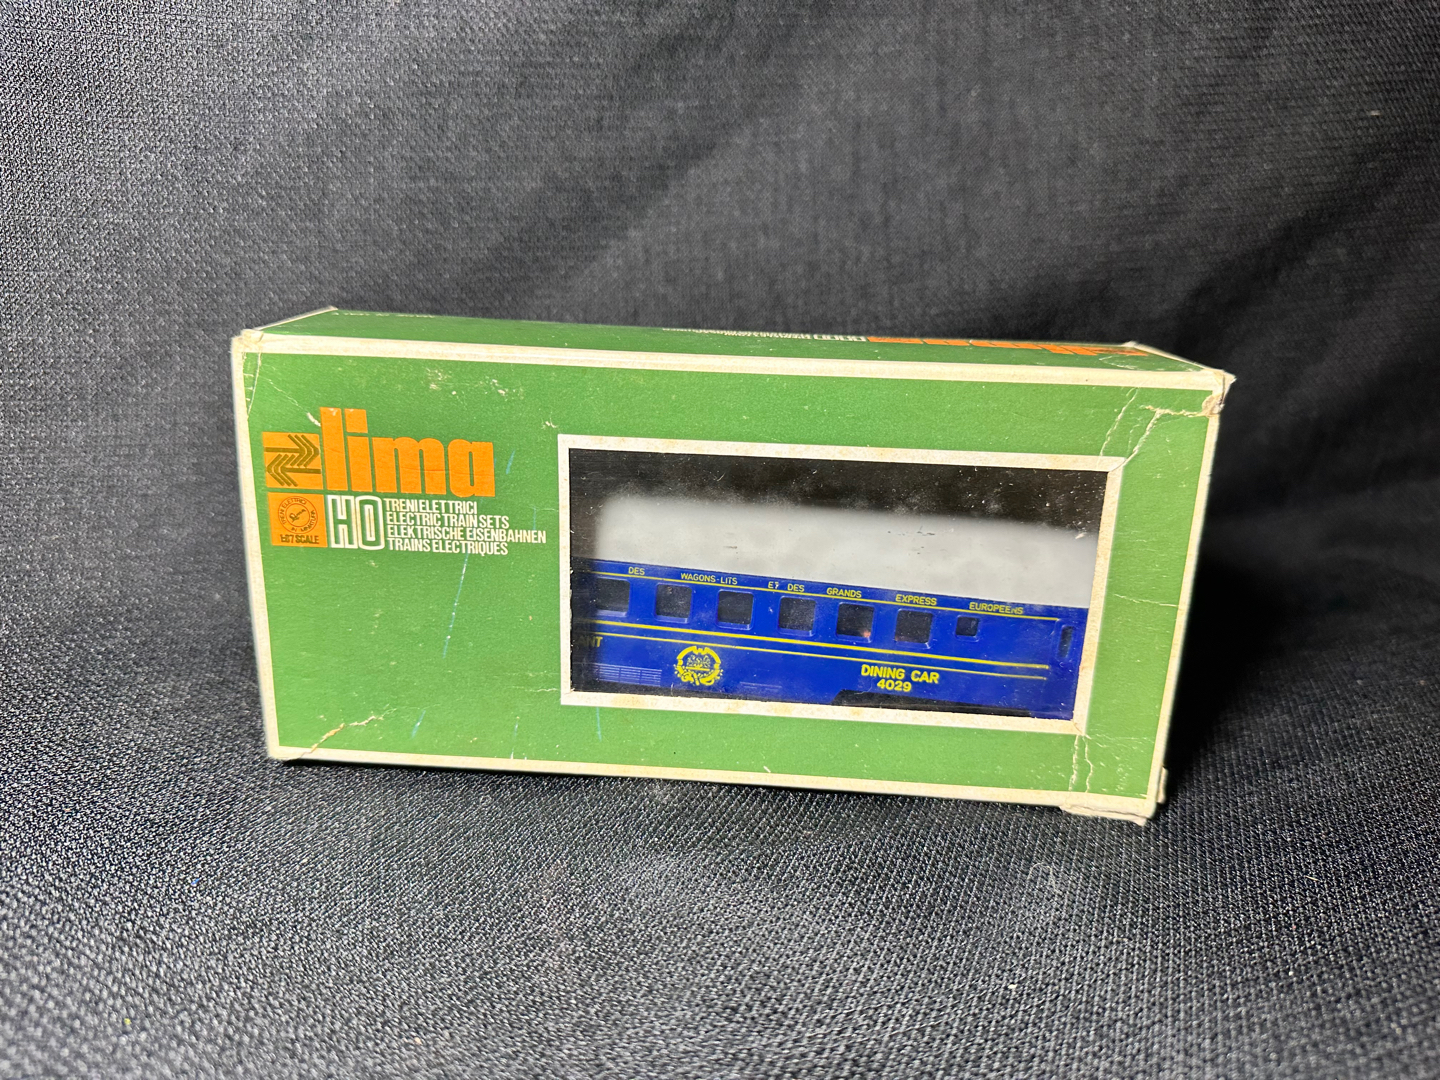 lima
HO
TRENI ELETTRICI
ELECTRIC TRAIN SETS
ELEKTRISCHE EISENBAHNEN
TRAINS ELECTRIQUES
1:87 SCALE
DES WAGONS-LITS ET DES GRANDS EXPRESS EUROPEENS
NT
DINING CAR
4029